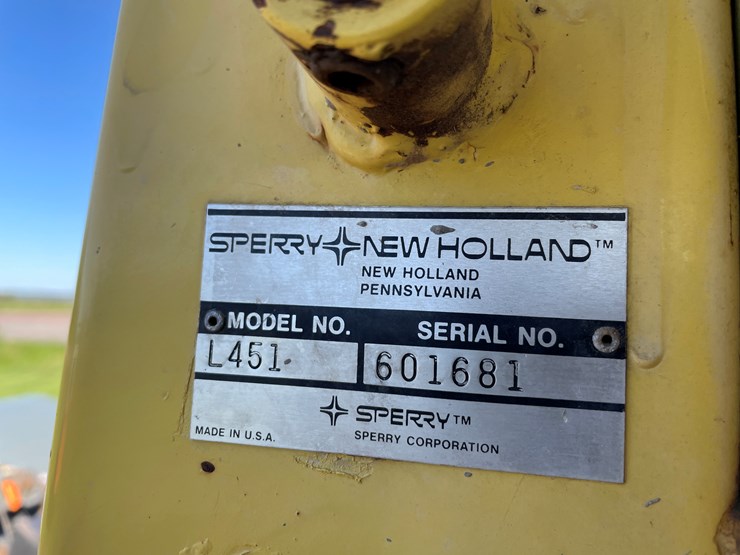 SPERRY NEW HOLLAND™
NEW HOLLAND
PENNSYLVANIA
MODEL NO. SERIAL NO.
L451 601681
SPERRY™
MADE IN U.S.A. SPERRY CORPORATION